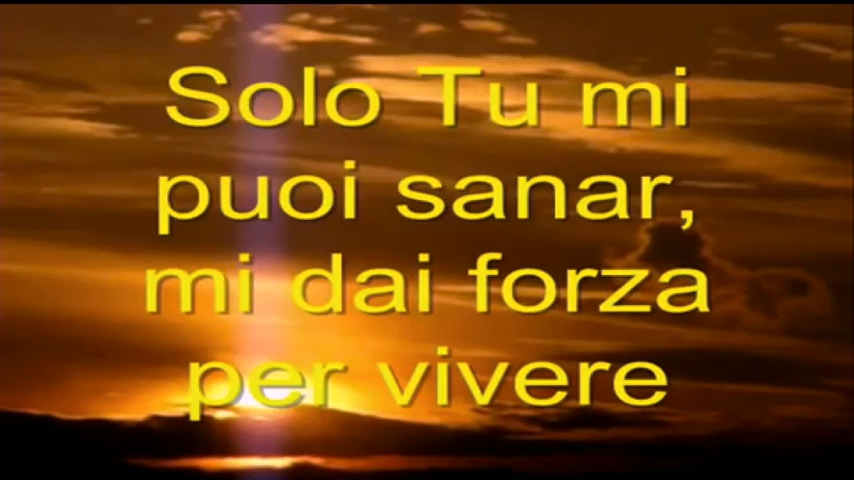 Solo Tu mi
puoi sanar,
mi dai forza
per vivere